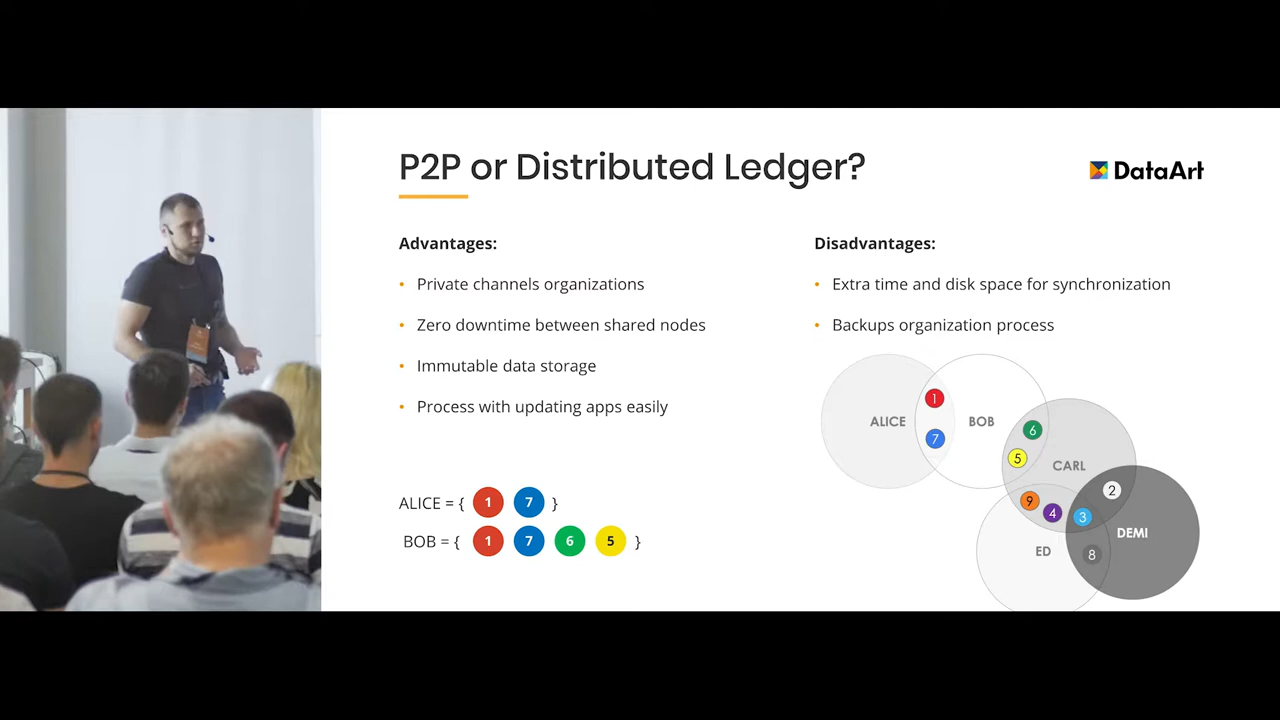 P2P or Distributed Ledger?
DataArt
Advantages:
• Private channels organizations
• Zero downtime between shared nodes
• Immutable data storage
• Process with updating apps easily
ALICE = { 1 7 }
BOB = { 1 7 6 5 }
Disadvantages:
• Extra time and disk space for synchronization
• Backups organization process
ALICE
1
7
BOB
6
5
CARL
9
4
3
2
DEMI
ED
8